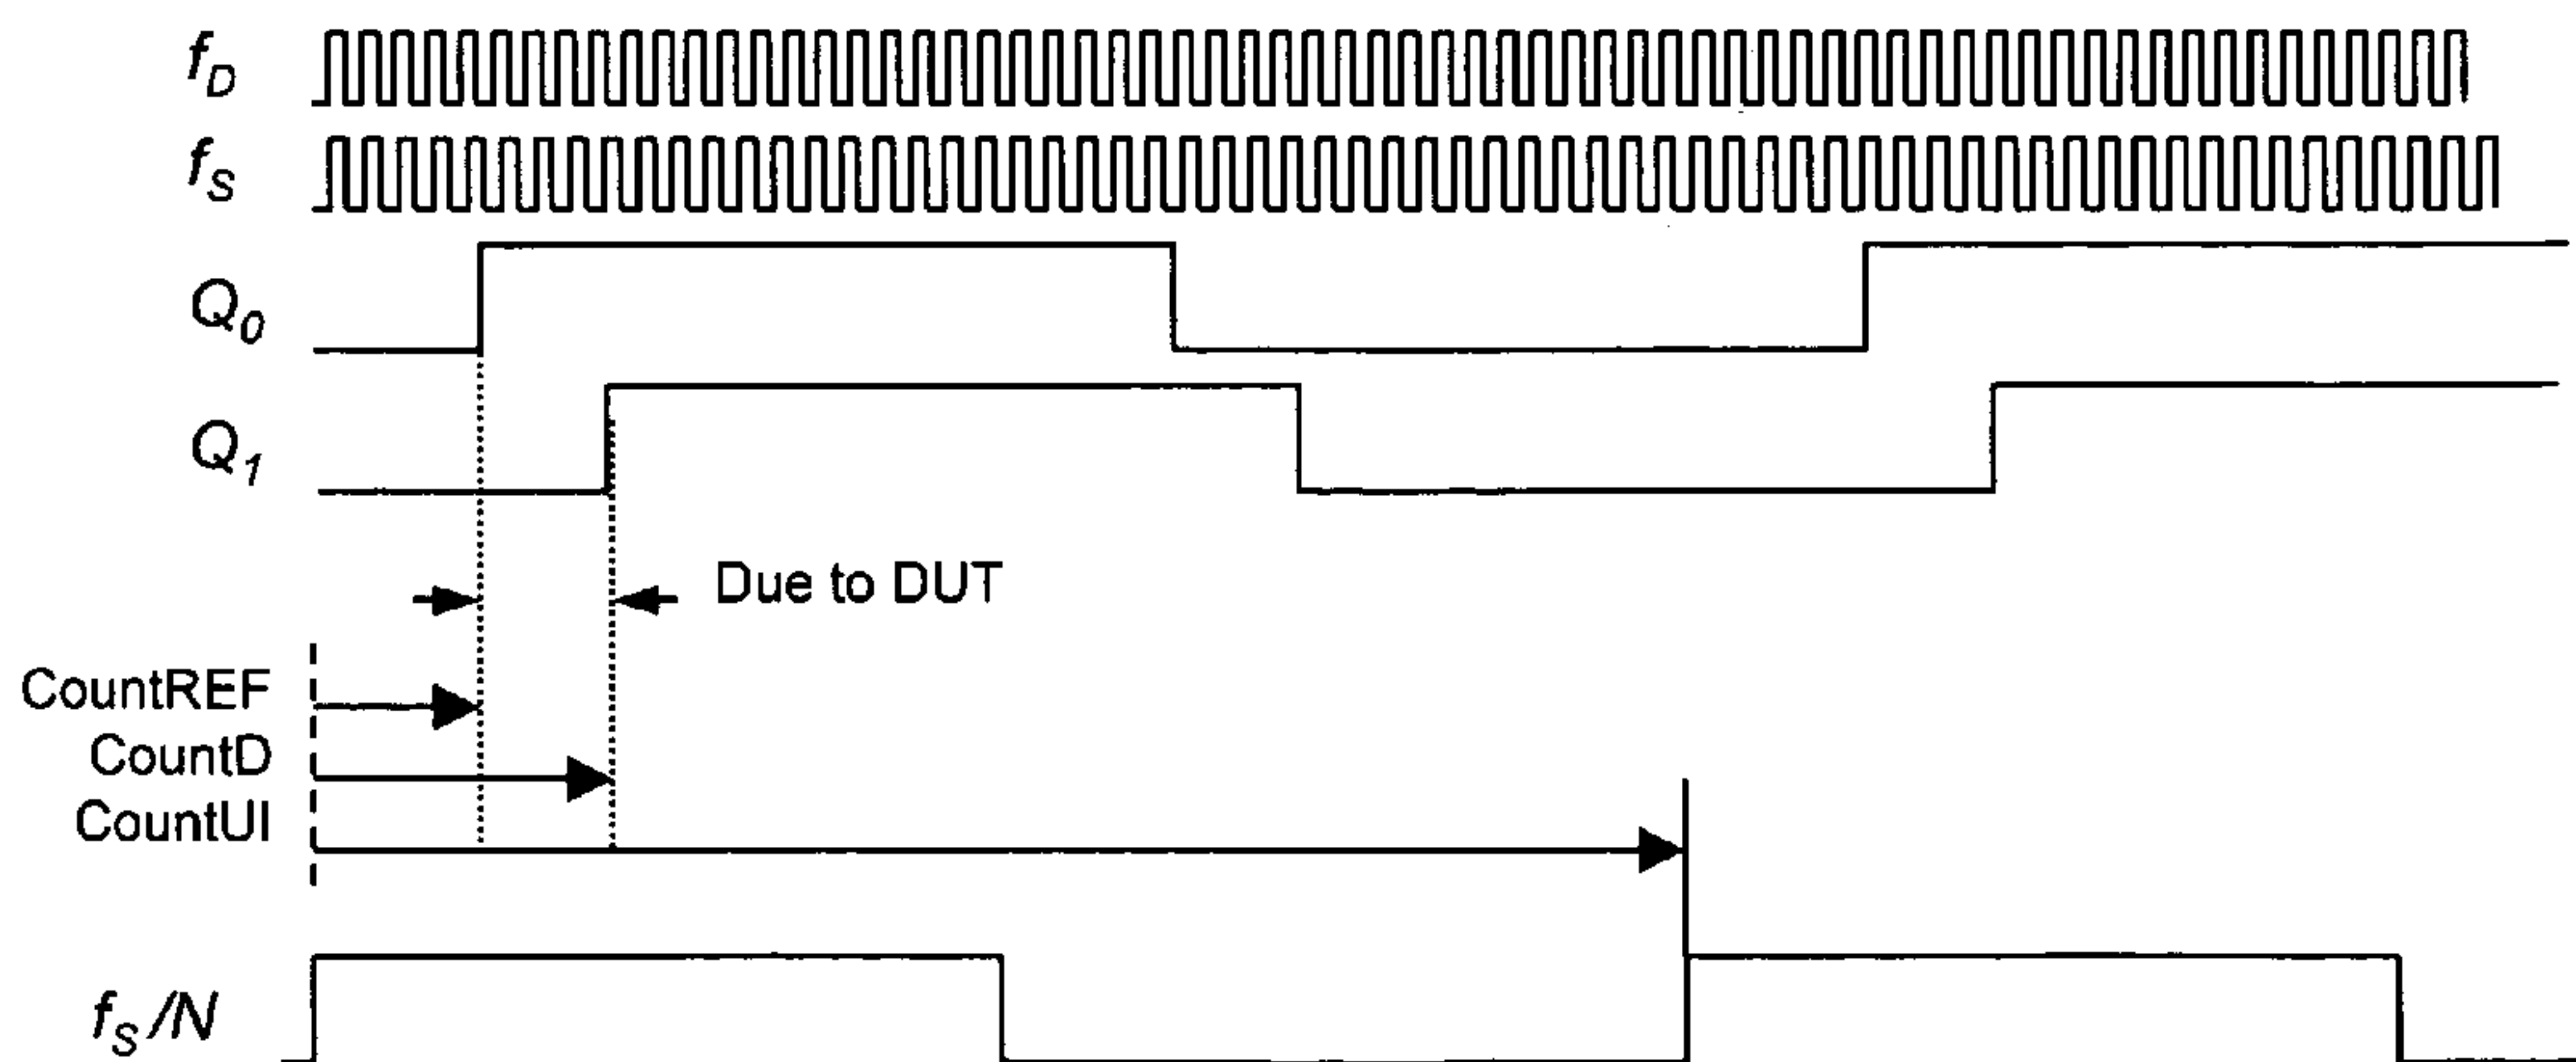 f_D
f_S
Q_0
Q_1
Due to DUT
CountREF
CountD
CountUI
f_S/N